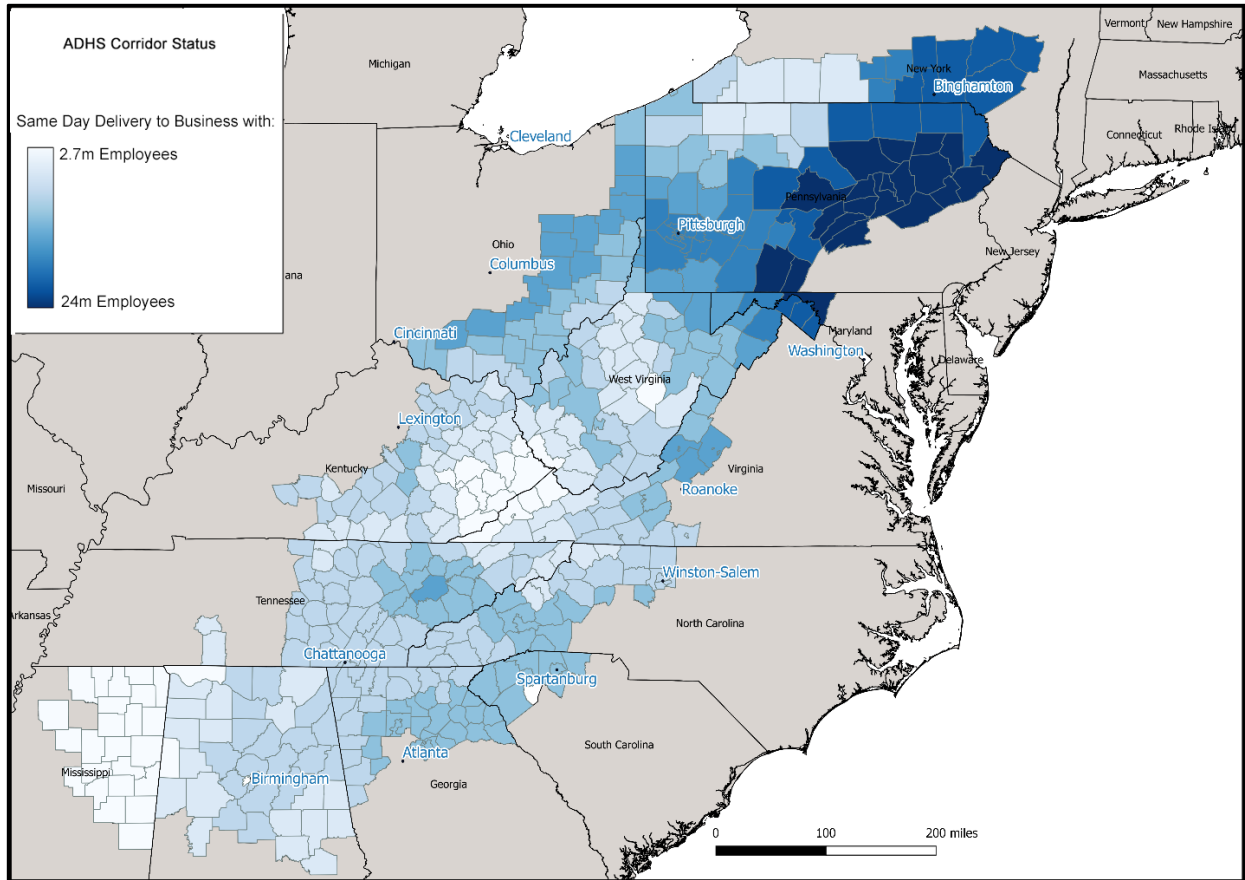 ADHS Corridor Status
Same Day Delivery to Business with:
2.7m Employees
24m Employees
Vermont
New Hampshire
Michigan
New York
Massachusetts
Binghamton
Connecticut
Rhode Island
Cleveland
Pennsylvania
Pittsburgh
New Jersey
Ohio
Columbus
ana
Cincinnati
Maryland
Washington
Delaware
West Virginia
Lexington
Kentucky
Virginia
Missouri
Roanoke
Winston-Salem
Tennessee
Arkansas
North Carolina
Chattanooga
Spartanburg
South Carolina
Atlanta
Mississippi
Birmingham
Georgia
0
100
200 miles